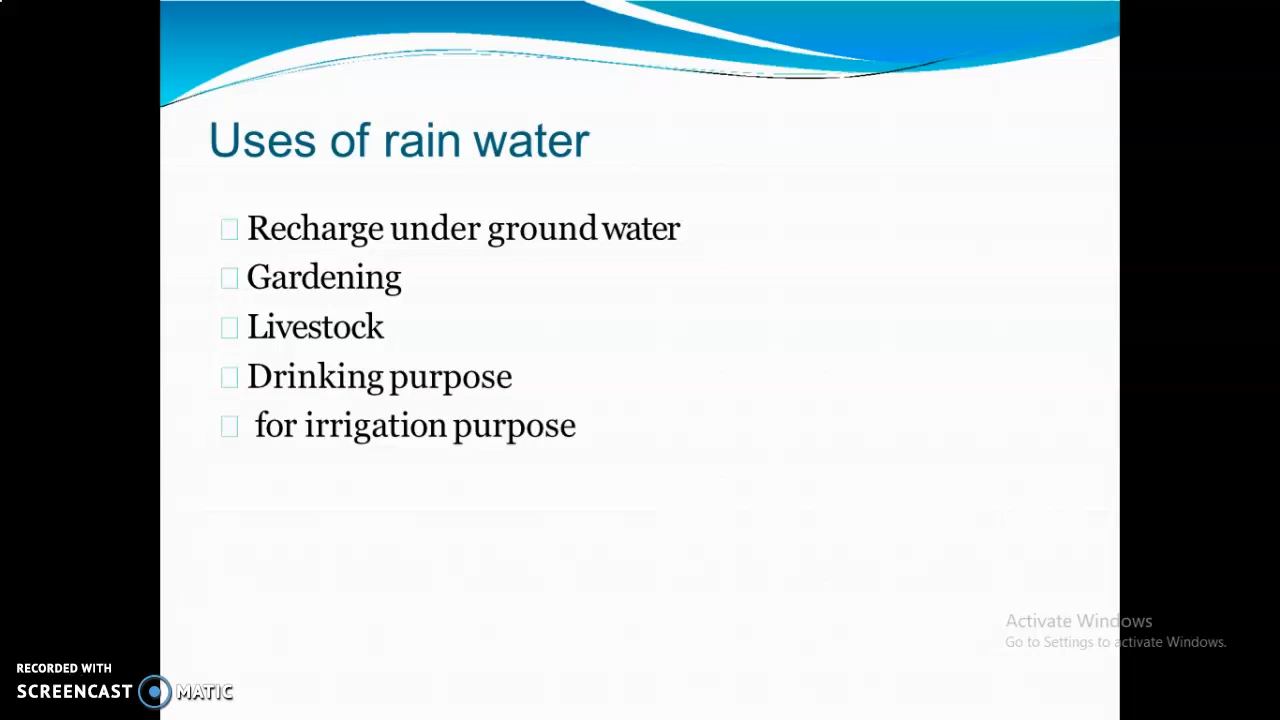 Uses of rain water
Recharge under ground water
Gardening
Livestock
Drinking purpose
for irrigation purpose
Activate Windows
Go to Settings to activate Windows.
RECORDED WITH
SCREENCAST MATIC